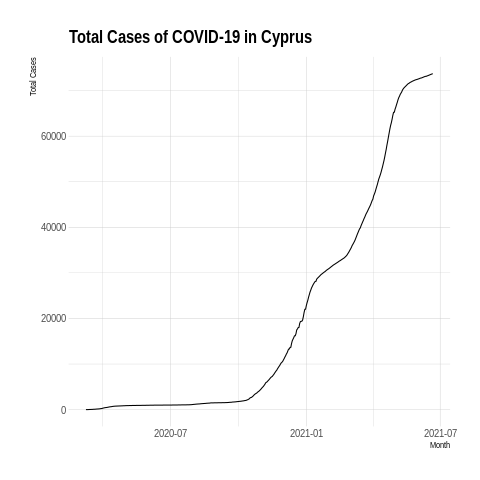 Total Cases of COVID-19 in Cyprus
Total Cases
60000
40000
20000
0
2020-07
2021-01
2021-07
Month